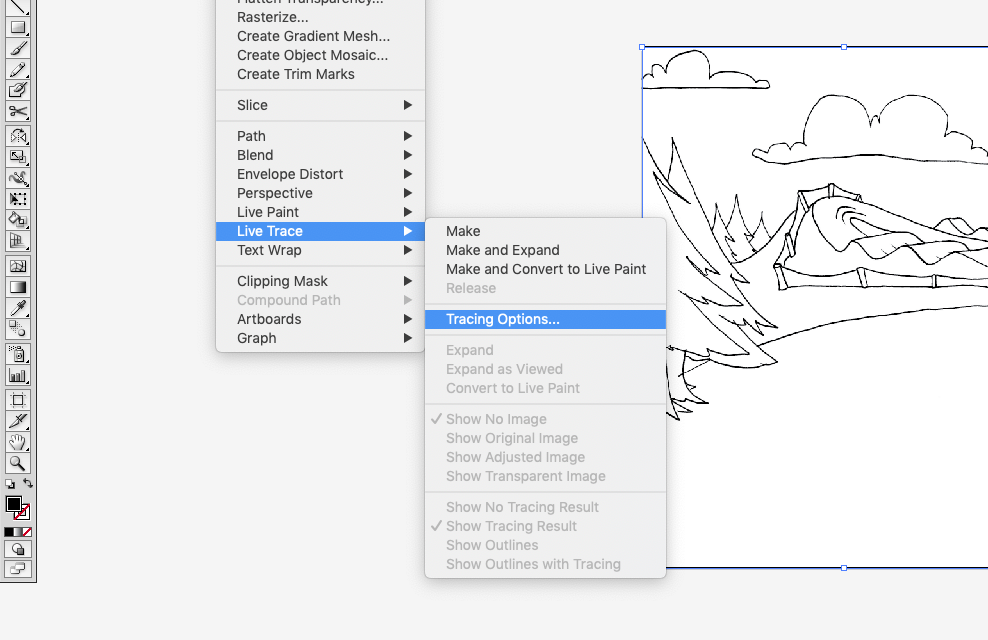 Flatten Transparency...
Rasterize...
Create Gradient Mesh...
Create Object Mosaic...
Create Trim Marks
Slice
Path
Blend
Envelope Distort
Perspective
Live Paint
Live Trace
Text Wrap
Clipping Mask
Compound Path
Artboards
Graph
Make
Make and Expand
Make and Convert to Live Paint
Release
Tracing Options...
Expand
Expand as Viewed
Convert to Live Paint
Show No Image
Show Original Image
Show Adjusted Image
Show Transparent Image
Show No Tracing Result
Show Tracing Result
Show Outlines
Show Outlines with Tracing